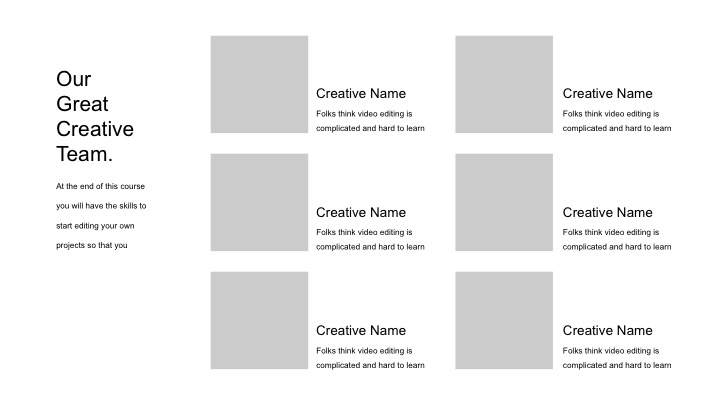 Our
Great
Creative
Team.
At the end of this course
you will have the skills to
start editing your own
projects so that you
Creative Name
Folks think video editing is
complicated and hard to learn
Creative Name
Folks think video editing is
complicated and hard to learn
Creative Name
Folks think video editing is
complicated and hard to learn
Creative Name
Folks think video editing is
complicated and hard to learn
Creative Name
Folks think video editing is
complicated and hard to learn
Creative Name
Folks think video editing is
complicated and hard to learn